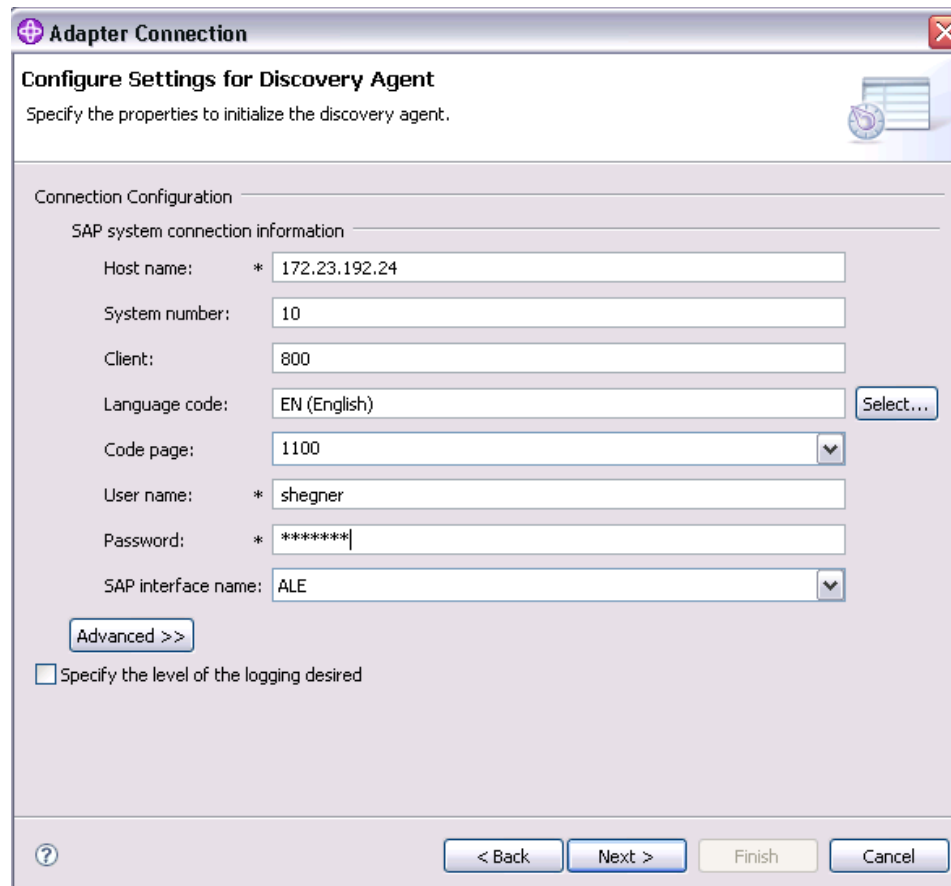 Adapter Connection
Configure Settings for Discovery Agent
Specify the properties to initialize the discovery agent.
Connection Configuration
SAP system connection information
Host name: * 172.23.192.24
System number: 10
Client: 800
Language code: EN (English) Select...
Code page: 1100
User name: * shegner
Password: * *******
SAP interface name: ALE
Advanced >>
Specify the level of the logging desired
? < Back Next > Finish Cancel